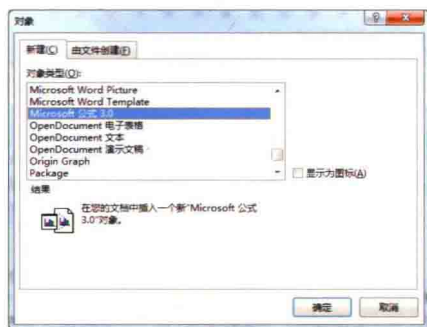 对象
新建(C)
由文件创建(F)
对象类型(O):
Microsoft Word Picture
Microsoft Word Template
Microsoft 公式 3.0
OpenDocument 电子表格
OpenDocument 文本
OpenDocument 演示文稿
Origin Graph
Package
显示为图标(A)
结果
在您的文档中插入一个新"Microsoft 公式
3.0"对象。
确定
取消